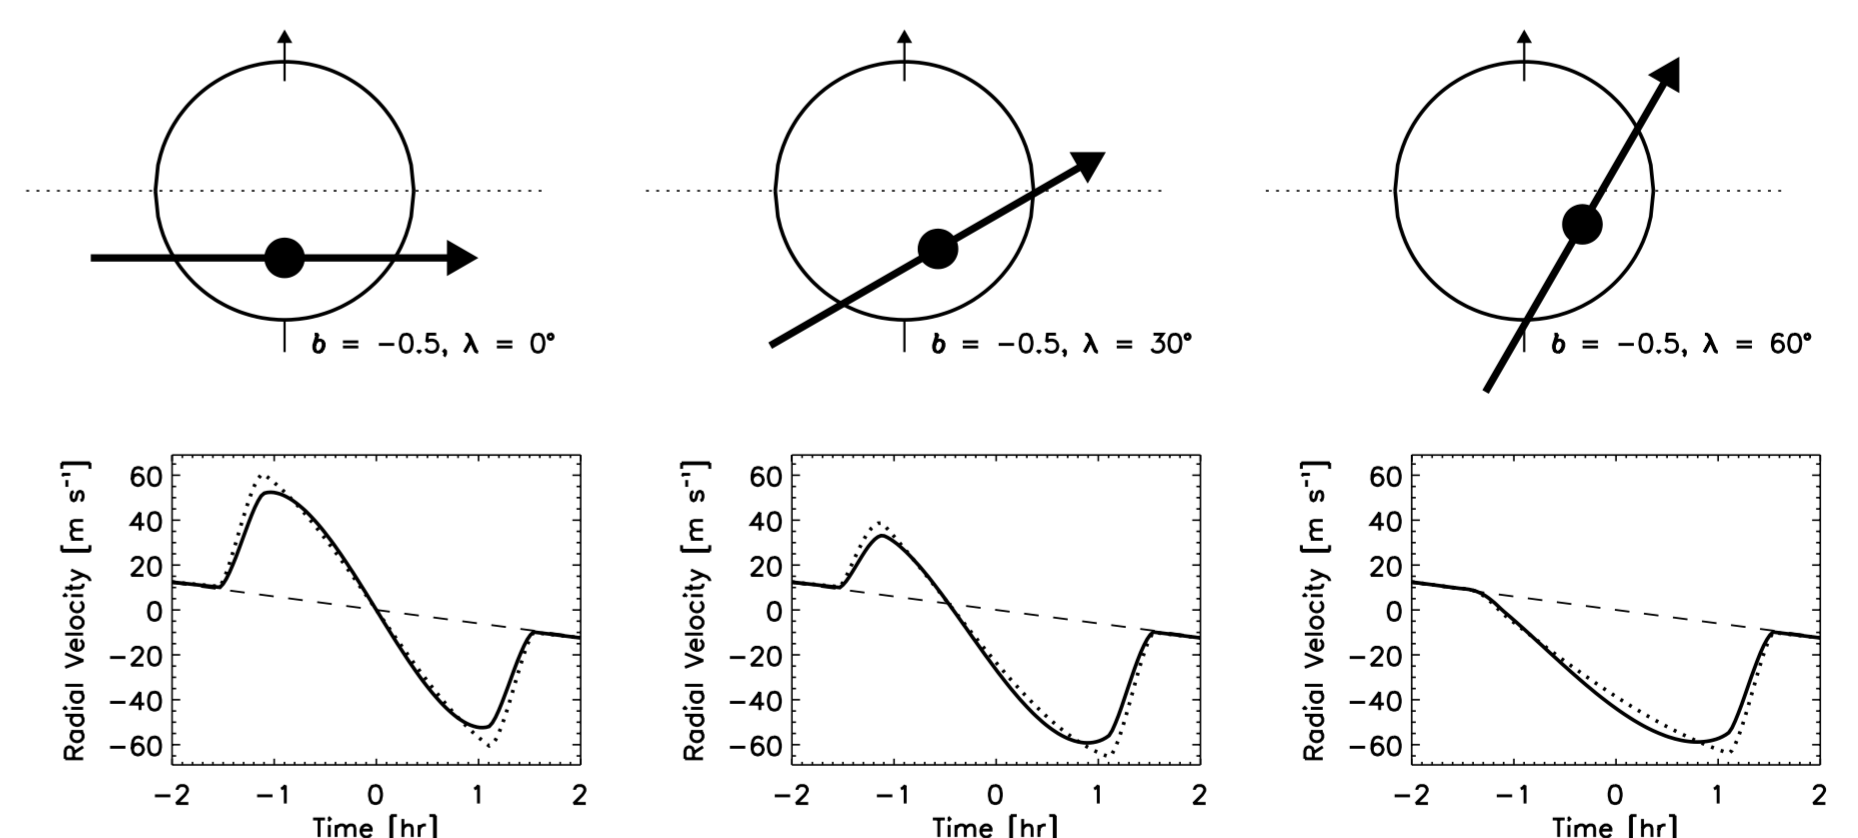 b = −0.5, λ = 0°
b = −0.5, λ = 30°
b = −0.5, λ = 60°
Radial Velocity [m s⁻¹]
60
40
20
0
−20
−40
−60
−2 −1 0 1 2
Time [hr]
Radial Velocity [m s⁻¹]
60
40
20
0
−20
−40
−60
−2 −1 0 1 2
Time [hr]
Radial Velocity [m s⁻¹]
60
40
20
0
−20
−40
−60
−2 −1 0 1 2
Time [hr]